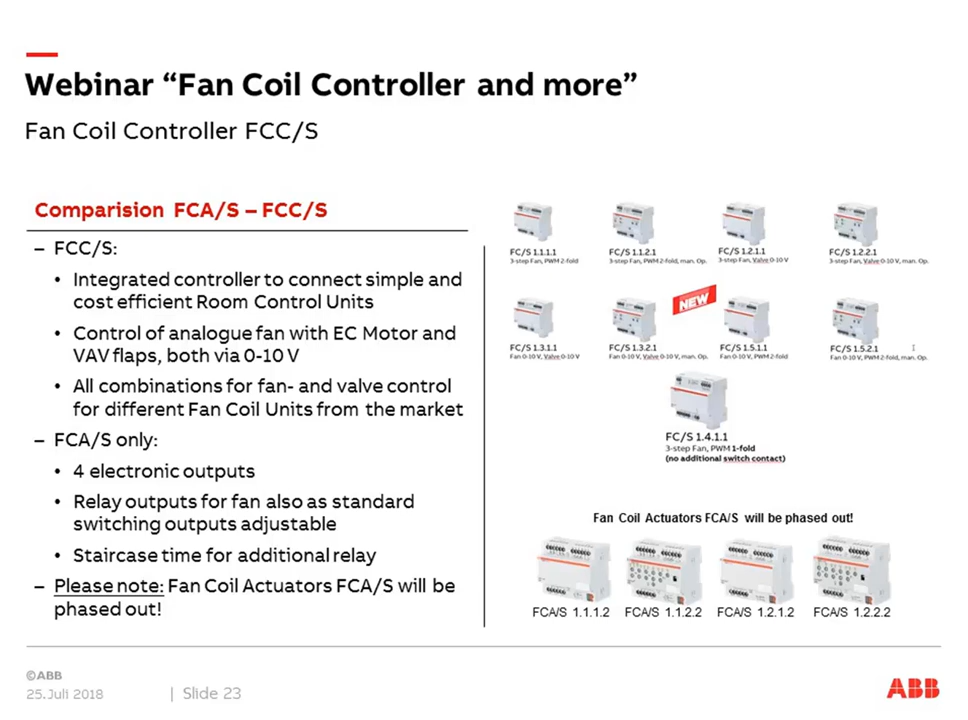 Webinar “Fan Coil Controller and more”
Fan Coil Controller FCC/S
Comparision FCA/S – FCC/S
– FCC/S:
• Integrated controller to connect simple and
cost efficient Room Control Units
• Control of analogue fan with EC Motor and
VAV flaps, both via 0-10 V
• All combinations for fan- and valve control
for different Fan Coil Units from the market
– FCA/S only:
• 4 electronic outputs
• Relay outputs for fan also as standard
switching outputs adjustable
• Staircase time for additional relay
– Please note: Fan Coil Actuators FCA/S will be
phased out!
FC/S 1.1.1.1
3-step Fan, PWM 2-fold
FC/S 1.1.2.1
3-step Fan, PWM 2-fold, man. Op.
FC/S 1.2.1.1
3-step Fan, Valve 0-10 V
FC/S 1.2.2.1
3-step Fan, Valve 0-10 V, man. Op.
NEW
FC/S 1.3.1.1
Fan 0-10 V, Valve 0-10 V
FC/S 1.3.2.1
Fan 0-10 V, Valve 0-10 V, man. Op.
FC/S 1.5.1.1
Fan 0-10 V, PWM 2-fold
FC/S 1.5.2.1
Fan 0-10 V, PWM 2-fold, man. Op.
FC/S 1.4.1.1
3-step Fan, PWM 1-fold
(no additional switch contact)
Fan Coil Actuators FCA/S will be phased out!
FCA/S 1.1.1.2
FCA/S 1.1.2.2
FCA/S 1.2.1.2
FCA/S 1.2.2.2
©ABB
25.Juli 2018
| Slide 23
ABB